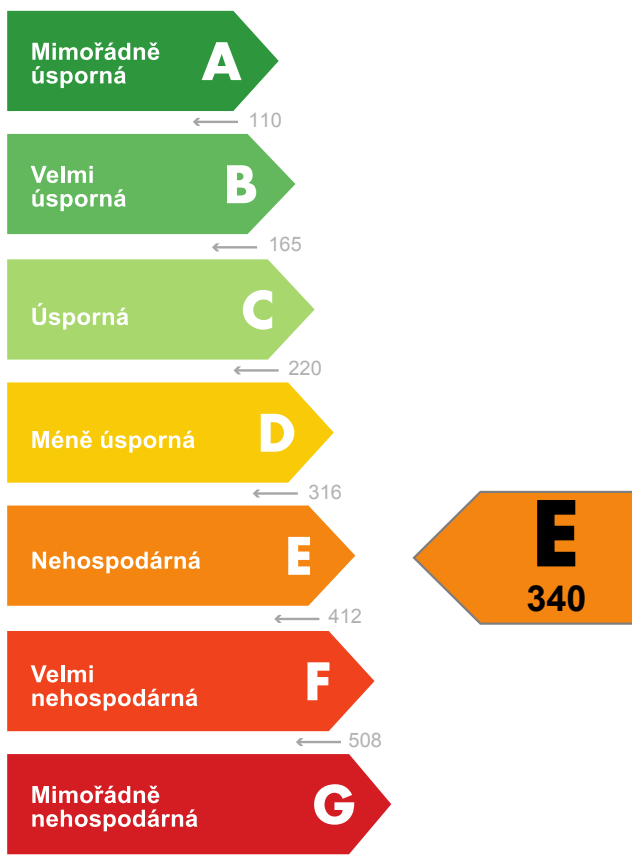 Mimořádně
úsporná
A
110
Velmi
úsporná
B
165
Úsporná
C
220
Méně úsporná
D
316
Nehospodárná
E
E
340
412
Velmi
nehospodárná
F
508
Mimořádně
nehospodárná
G